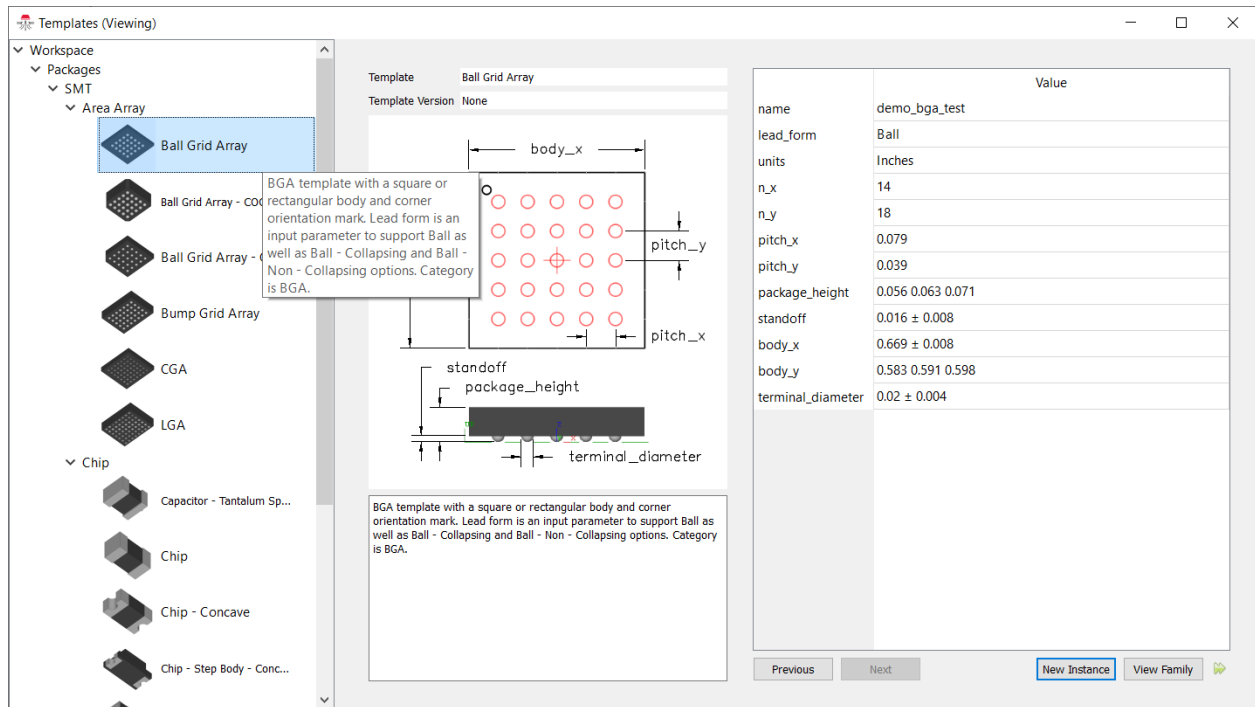 Templates (Viewing)
Workspace
Packages
SMT
Area Array
Ball Grid Array
Ball Grid Array - COC
Ball Grid Array -
Bump Grid Array
CGA
LGA
Chip
Capacitor - Tantalum Sp...
Chip
Chip - Concave
Chip - Step Body - Conc...
BGA template with a square or
rectangular body and corner
orientation mark. Lead form is an
input parameter to support Ball as
well as Ball - Collapsing and Ball -
Non - Collapsing options. Category
is BGA.
Template Ball Grid Array
Template Version None
body_x
pitch_y
pitch_x
standoff
package_height
terminal_diameter
BGA template with a square or rectangular body and corner
orientation mark. Lead form is an input parameter to support Ball as
well as Ball - Collapsing and Ball - Non - Collapsing options. Category
is BGA.
Value
name demo_bga_test
lead_form Ball
units Inches
n_x 14
n_y 18
pitch_x 0.079
pitch_y 0.039
package_height 0.056 0.063 0.071
standoff 0.016 ± 0.008
body_x 0.669 ± 0.008
body_y 0.583 0.591 0.598
terminal_diameter 0.02 ± 0.004
Previous Next New Instance View Family